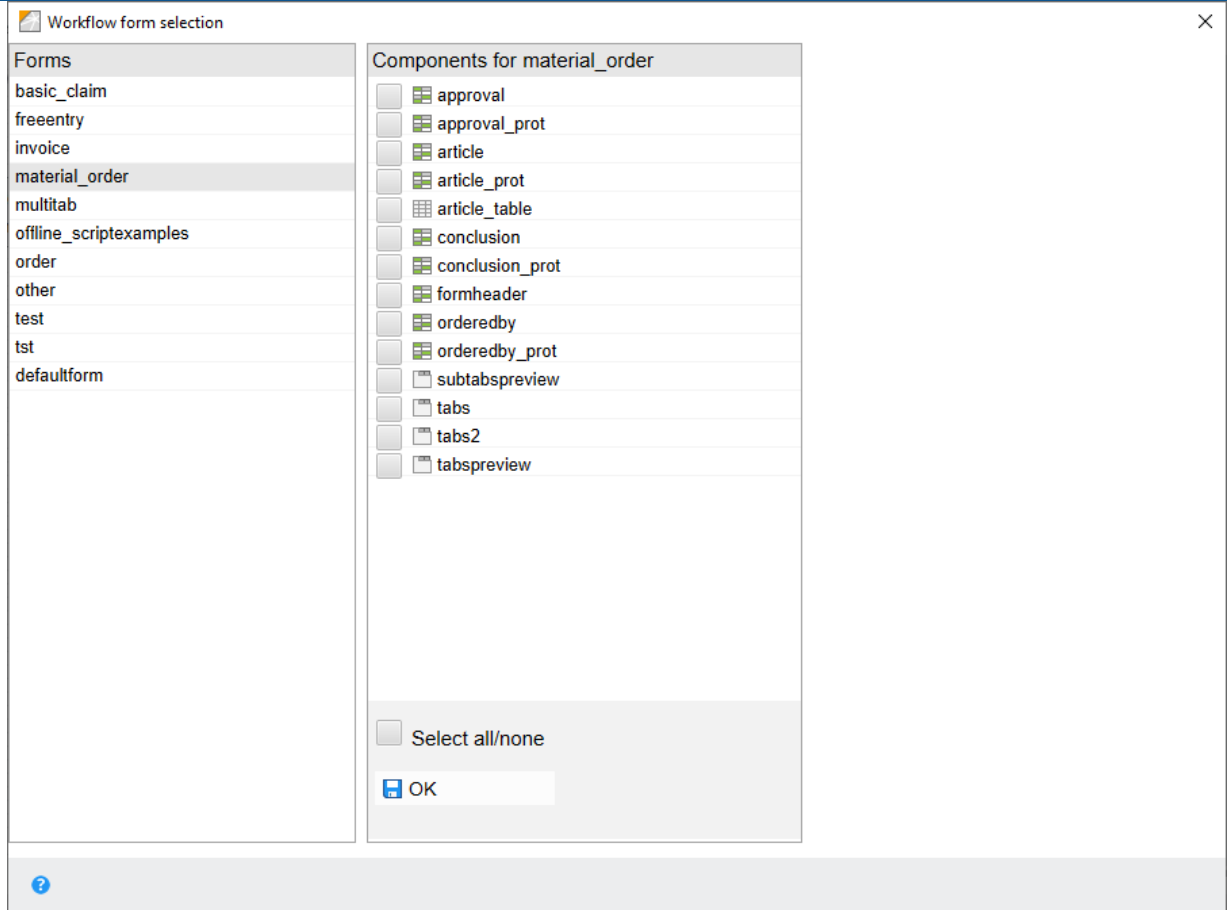 Workflow form selection
Forms
basic_claim
freeentry
invoice
material_order
multitab
offline_scriptexamples
order
other
test
tst
defaultform
Components for material_order
approval
approval_prot
article
article_prot
article_table
conclusion
conclusion_prot
formheader
orderedby
orderedby_prot
subtabspreview
tabs
tabs2
tabspreview
Select all/none
OK
?